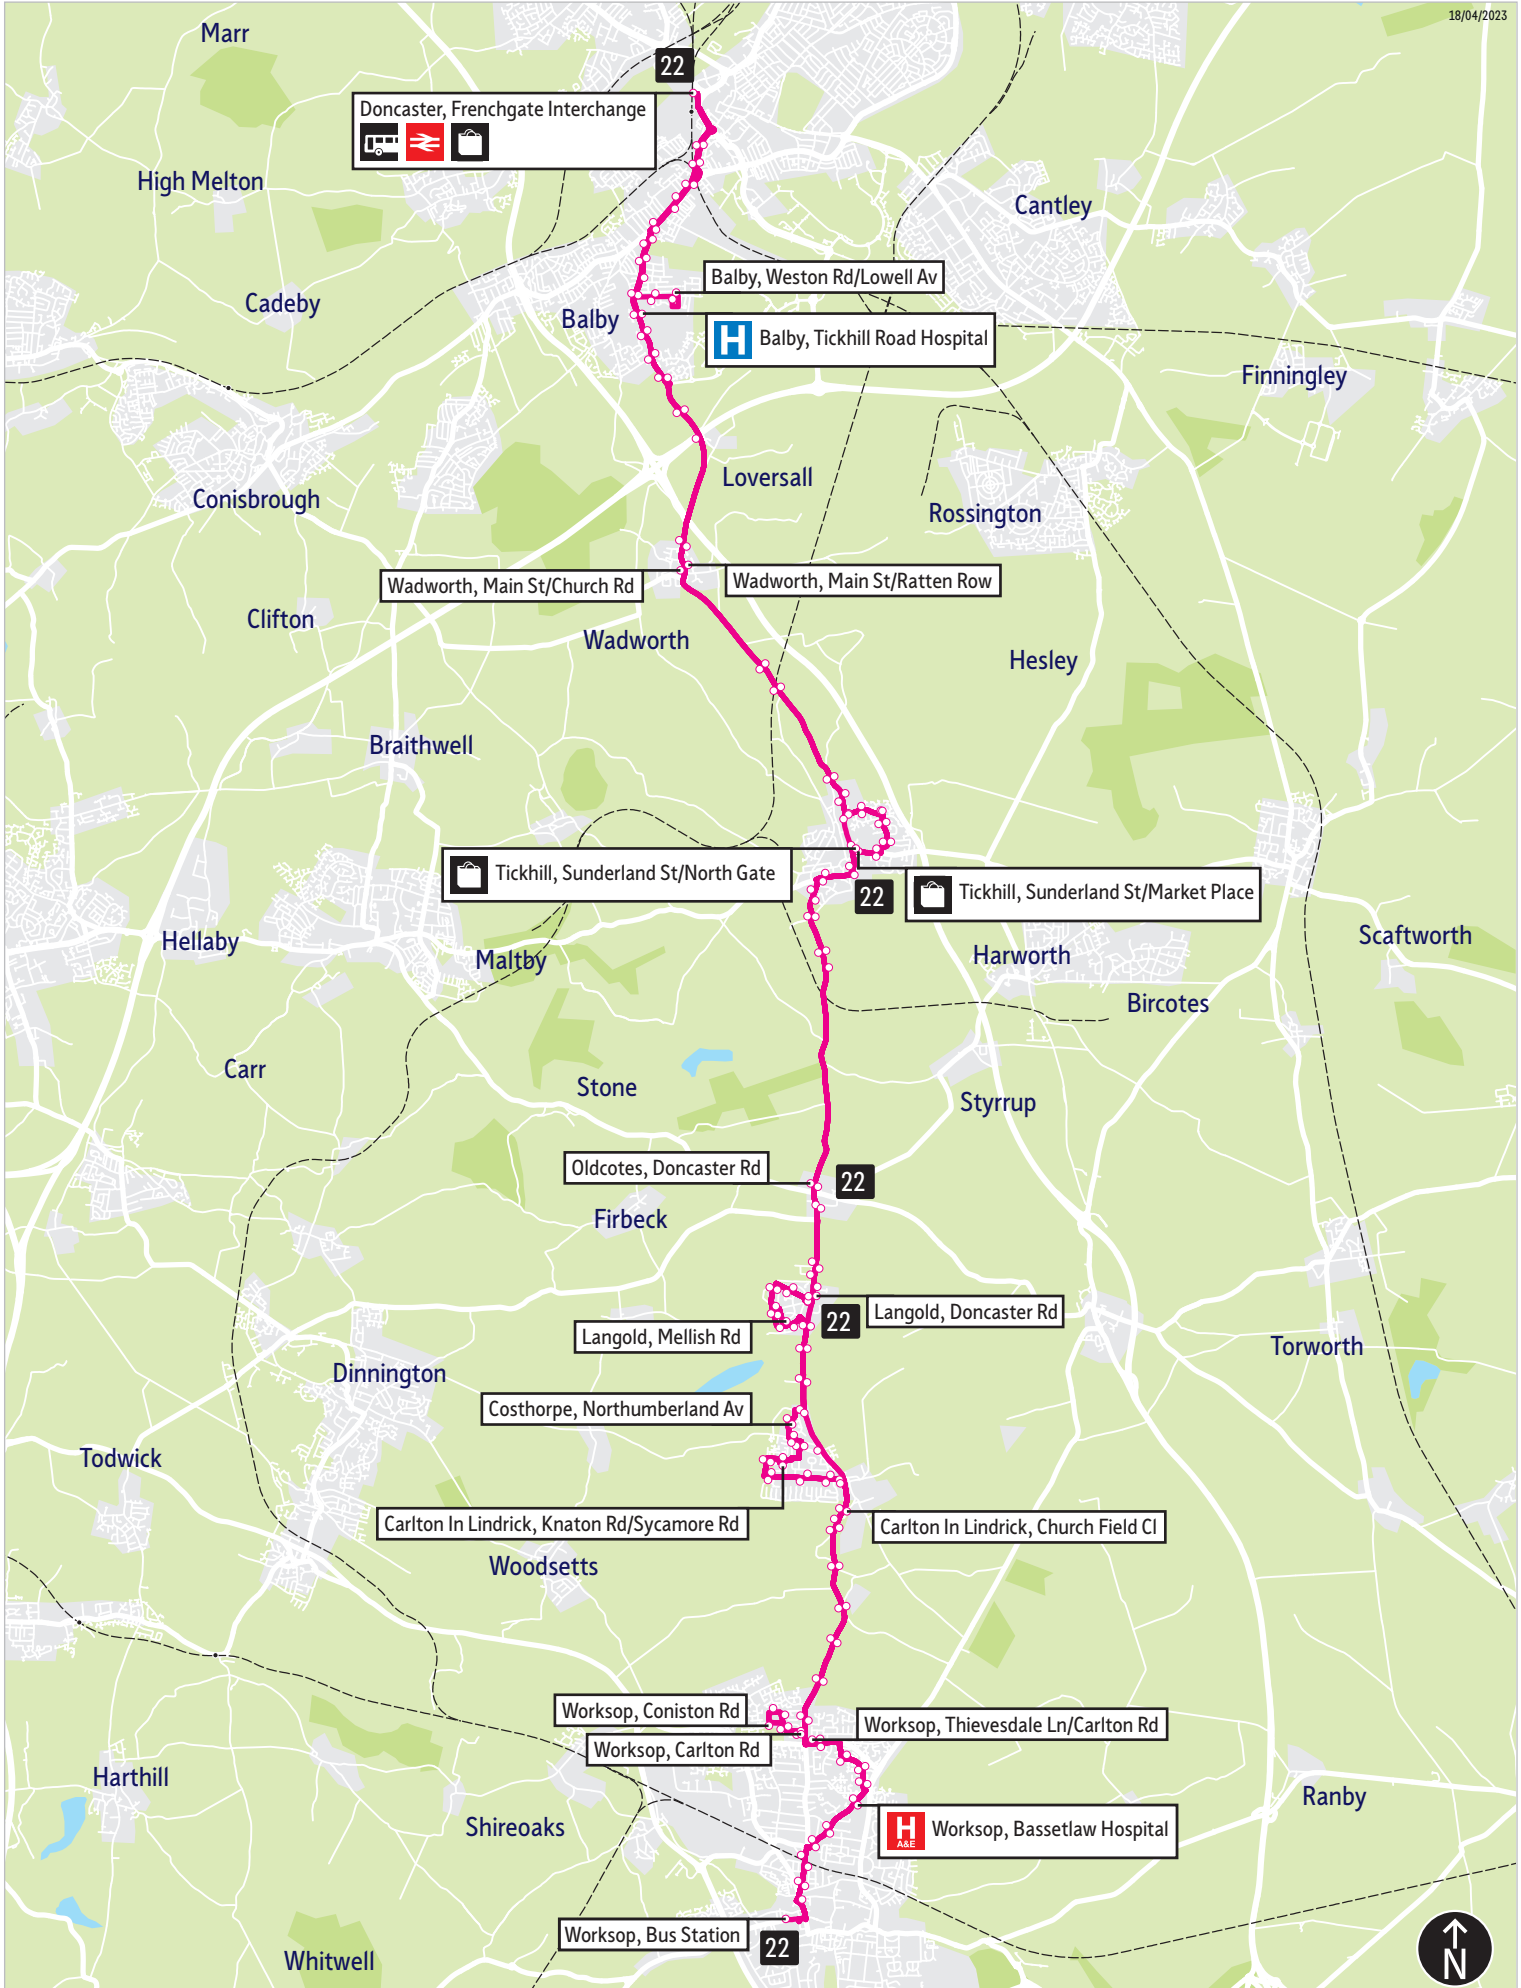 18/04/2023
Marr
22
Doncaster, Frenchgate Interchange
High Melton
Cantley
Balby, Weston Rd/Lowell Av
Cadeby
Balby
H Balby, Tickhill Road Hospital
Finningley
Loversall
Conisbrough
Rossington
Wadworth, Main St/Church Rd
Wadworth, Main St/Ratten Row
Clifton
Wadworth
Hesley
Braithwell
Tickhill, Sunderland St/North Gate
22
Tickhill, Sunderland St/Market Place
Hellaby
Maltby
Harworth
Scaftworth
Bircotes
Carr
Stone
Styrrup
Oldcotes, Doncaster Rd
22
Firbeck
Langold, Doncaster Rd
22
Langold, Mellish Rd
Torworth
Dinnington
Costhorpe, Northumberland Av
Todwick
Carlton In Lindrick, Knaton Rd/Sycamore Rd
Carlton In Lindrick, Church Field Cl
Woodsetts
Worksop, Coniston Rd
Worksop, Thievesdale Ln/Carlton Rd
Worksop, Carlton Rd
Harthill
Ranby
Shireoaks
H Worksop, Bassetlaw Hospital
A&E
Worksop, Bus Station
22
Whitwell
N